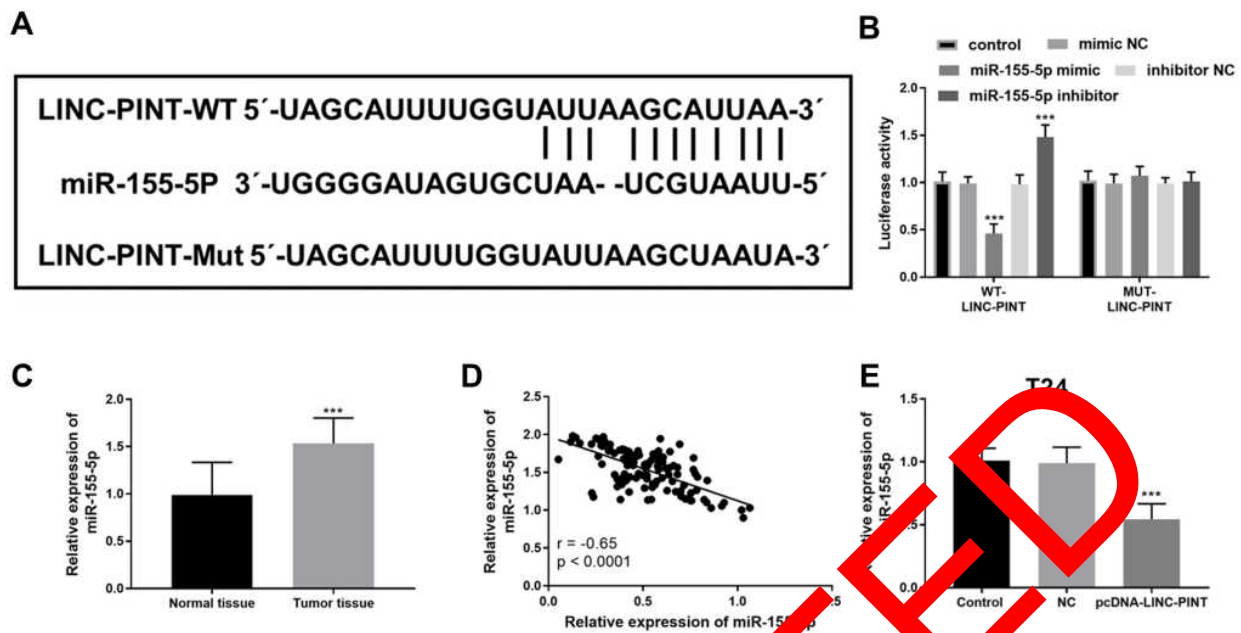 A
LINC-PINT-WT 5´-UAGCAUUUUGGUAUUAAGCAUUAA-3´
miR-155-5P 3´-UGGGGAUAGUGCUAA- -UCGUAAUU-5´
LINC-PINT-Mut 5´-UAGCAUUUUGGUAUUAAGCUAAUA-3´
B
control
mimic NC
miR-155-5p mimic
inhibitor NC
miR-155-5p inhibitor
Luciferase activity
2.0
1.5
1.0
0.5
0.0
***
***
WT-
LINC-PINT
MUT-
LINC-PINT
C
Relative expression of
miR-155-5p
2.0
1.5
1.0
0.5
0.0
***
Normal tissue
Tumor tissue
D
Relative expression of
miR-155-5p
2.5
2.0
1.5
1.0
0.5
0.0
r = -0.65
p < 0.0001
0.0
0.5
1.0
Relative expression of miR-155-5p
E
T24
expression of
1.5
1.0
0.0
***
Control
NC
pcDNA-LINC-PINT